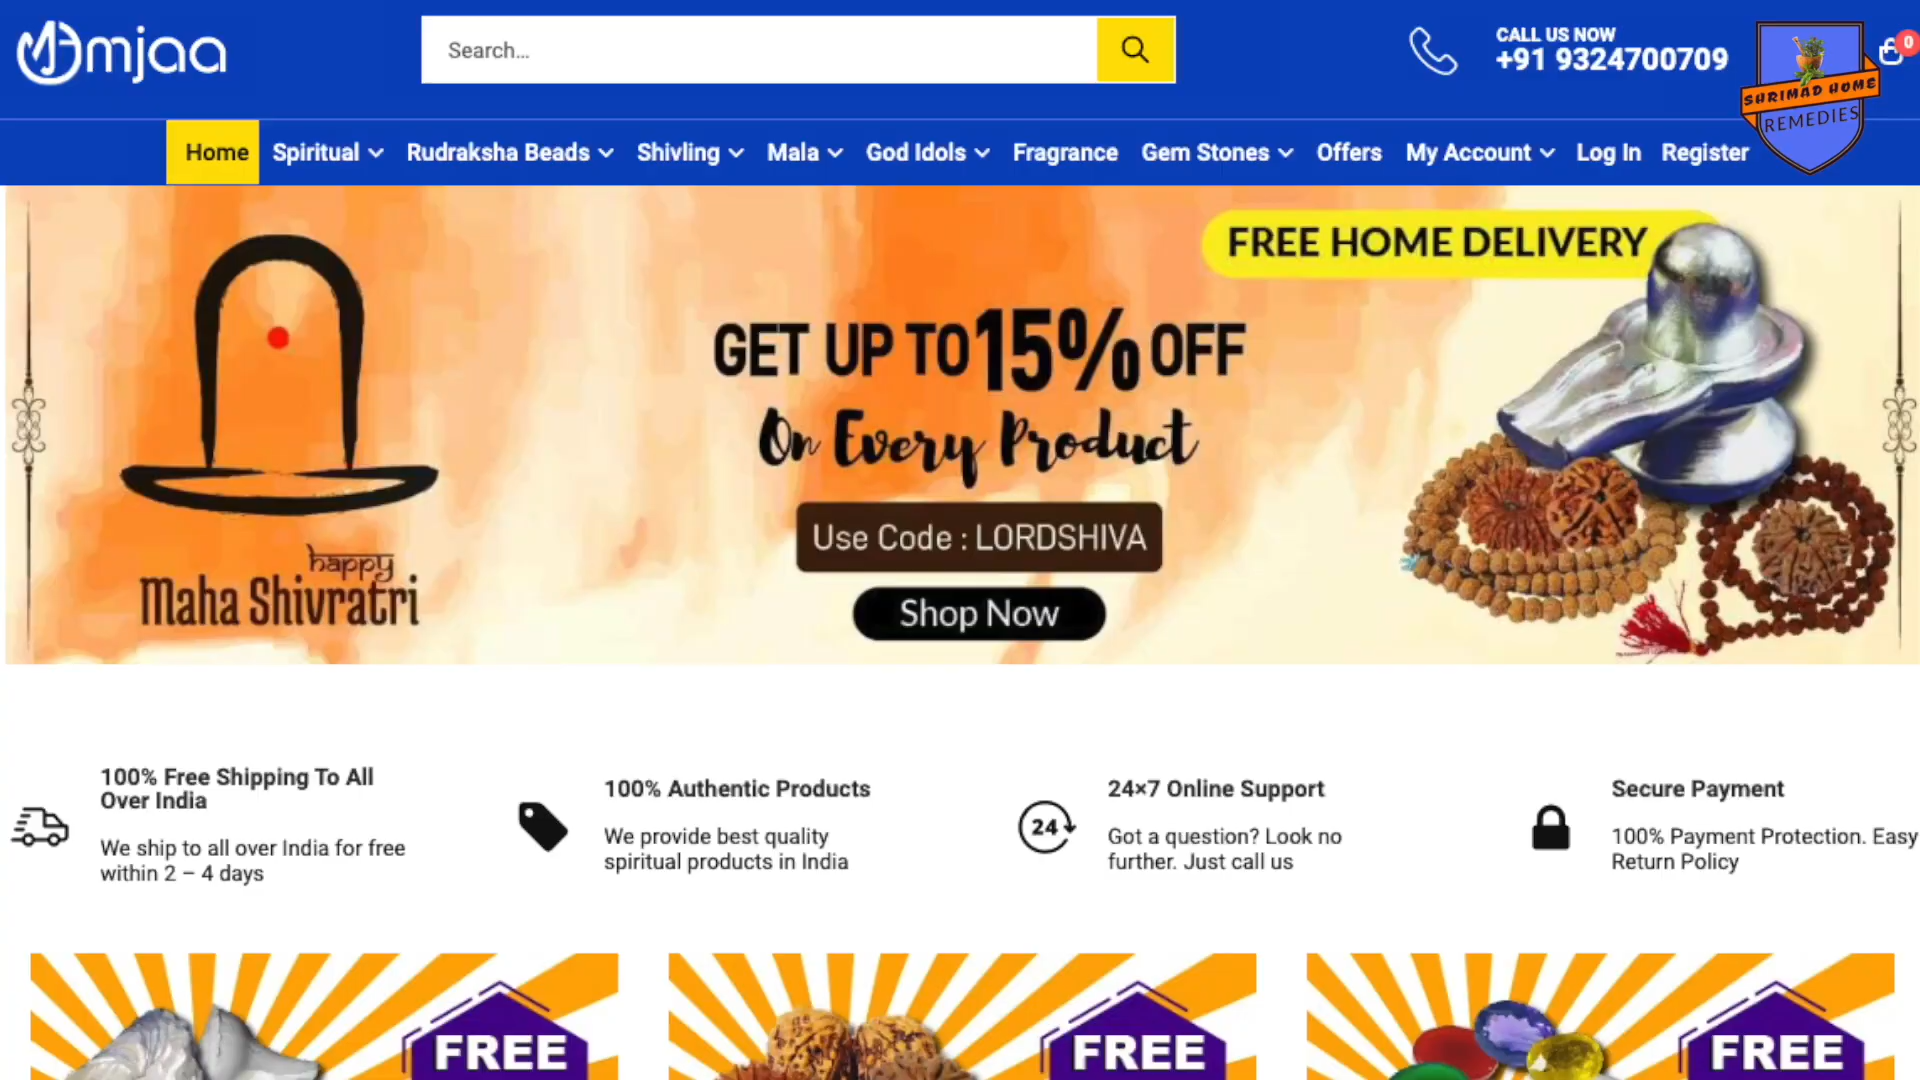 ॐOmjaa
Search...
CALL US NOW
+91 9324700709
0
SHRIMAD HOME
REMEDIES
Home
Spiritual
Rudraksha Beads
Shivling
Mala
God Idols
Fragrance
Gem Stones
Offers
My Account
Log In
Register
FREE HOME DELIVERY
GET UP TO 15% OFF
On Every Product
Use Code : LORDSHIVA
Shop Now
happy
Maha Shivratri
100% Free Shipping To All
Over India
We ship to all over India for free
within 2 – 4 days
100% Authentic Products
We provide best quality
spiritual products in India
24
24×7 Online Support
Got a question? Look no
further. Just call us
Secure Payment
100% Payment Protection. Easy
Return Policy
FREE
FREE
FREE